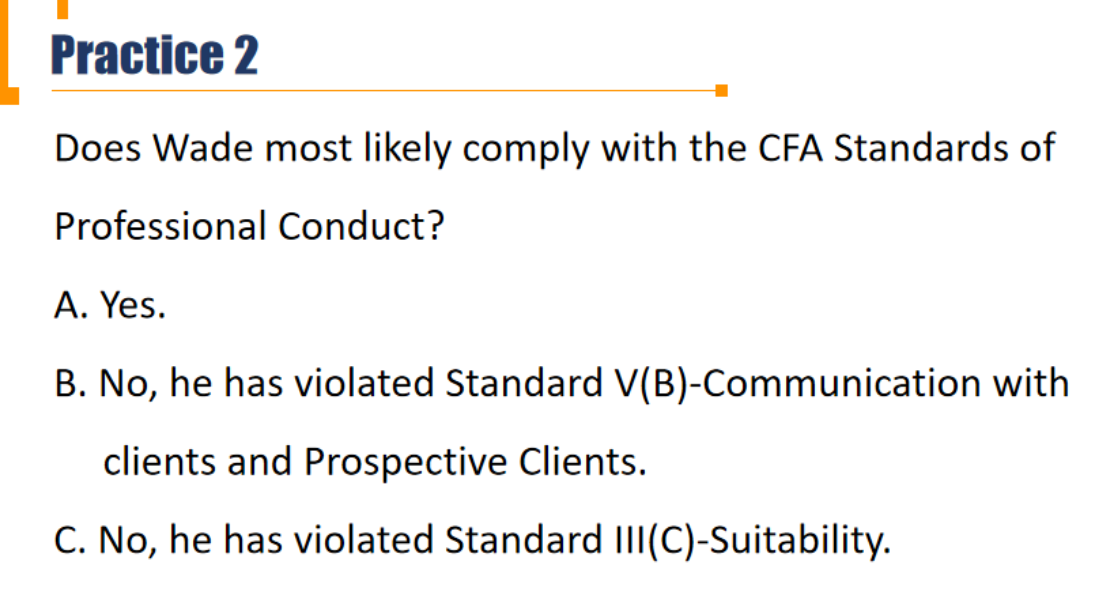 Practice 2
Does Wade most likely comply with the CFA Standards of
Professional Conduct?
A. Yes.
B. No, he has violated Standard V(B)-Communication with
clients and Prospective Clients.
C. No, he has violated Standard III(C)-Suitability.